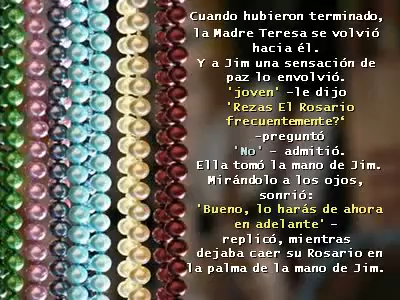 Cuando hubieron terminado,
la Madre Teresa se volvió
hacia él.
Y a Jim una sensación de
paz lo envolvió.
'joven' -le dijo
'Rezas El Rosario
frecuentemente?‘
-preguntó
'No' - admitió.
Ella tomó la mano de Jim.
Mirándolo a los ojos,
sonrió:
'Bueno, lo harás de ahora
en adelante' -
replicó, mientras
dejaba caer su Rosario en
la palma de la mano de Jim.